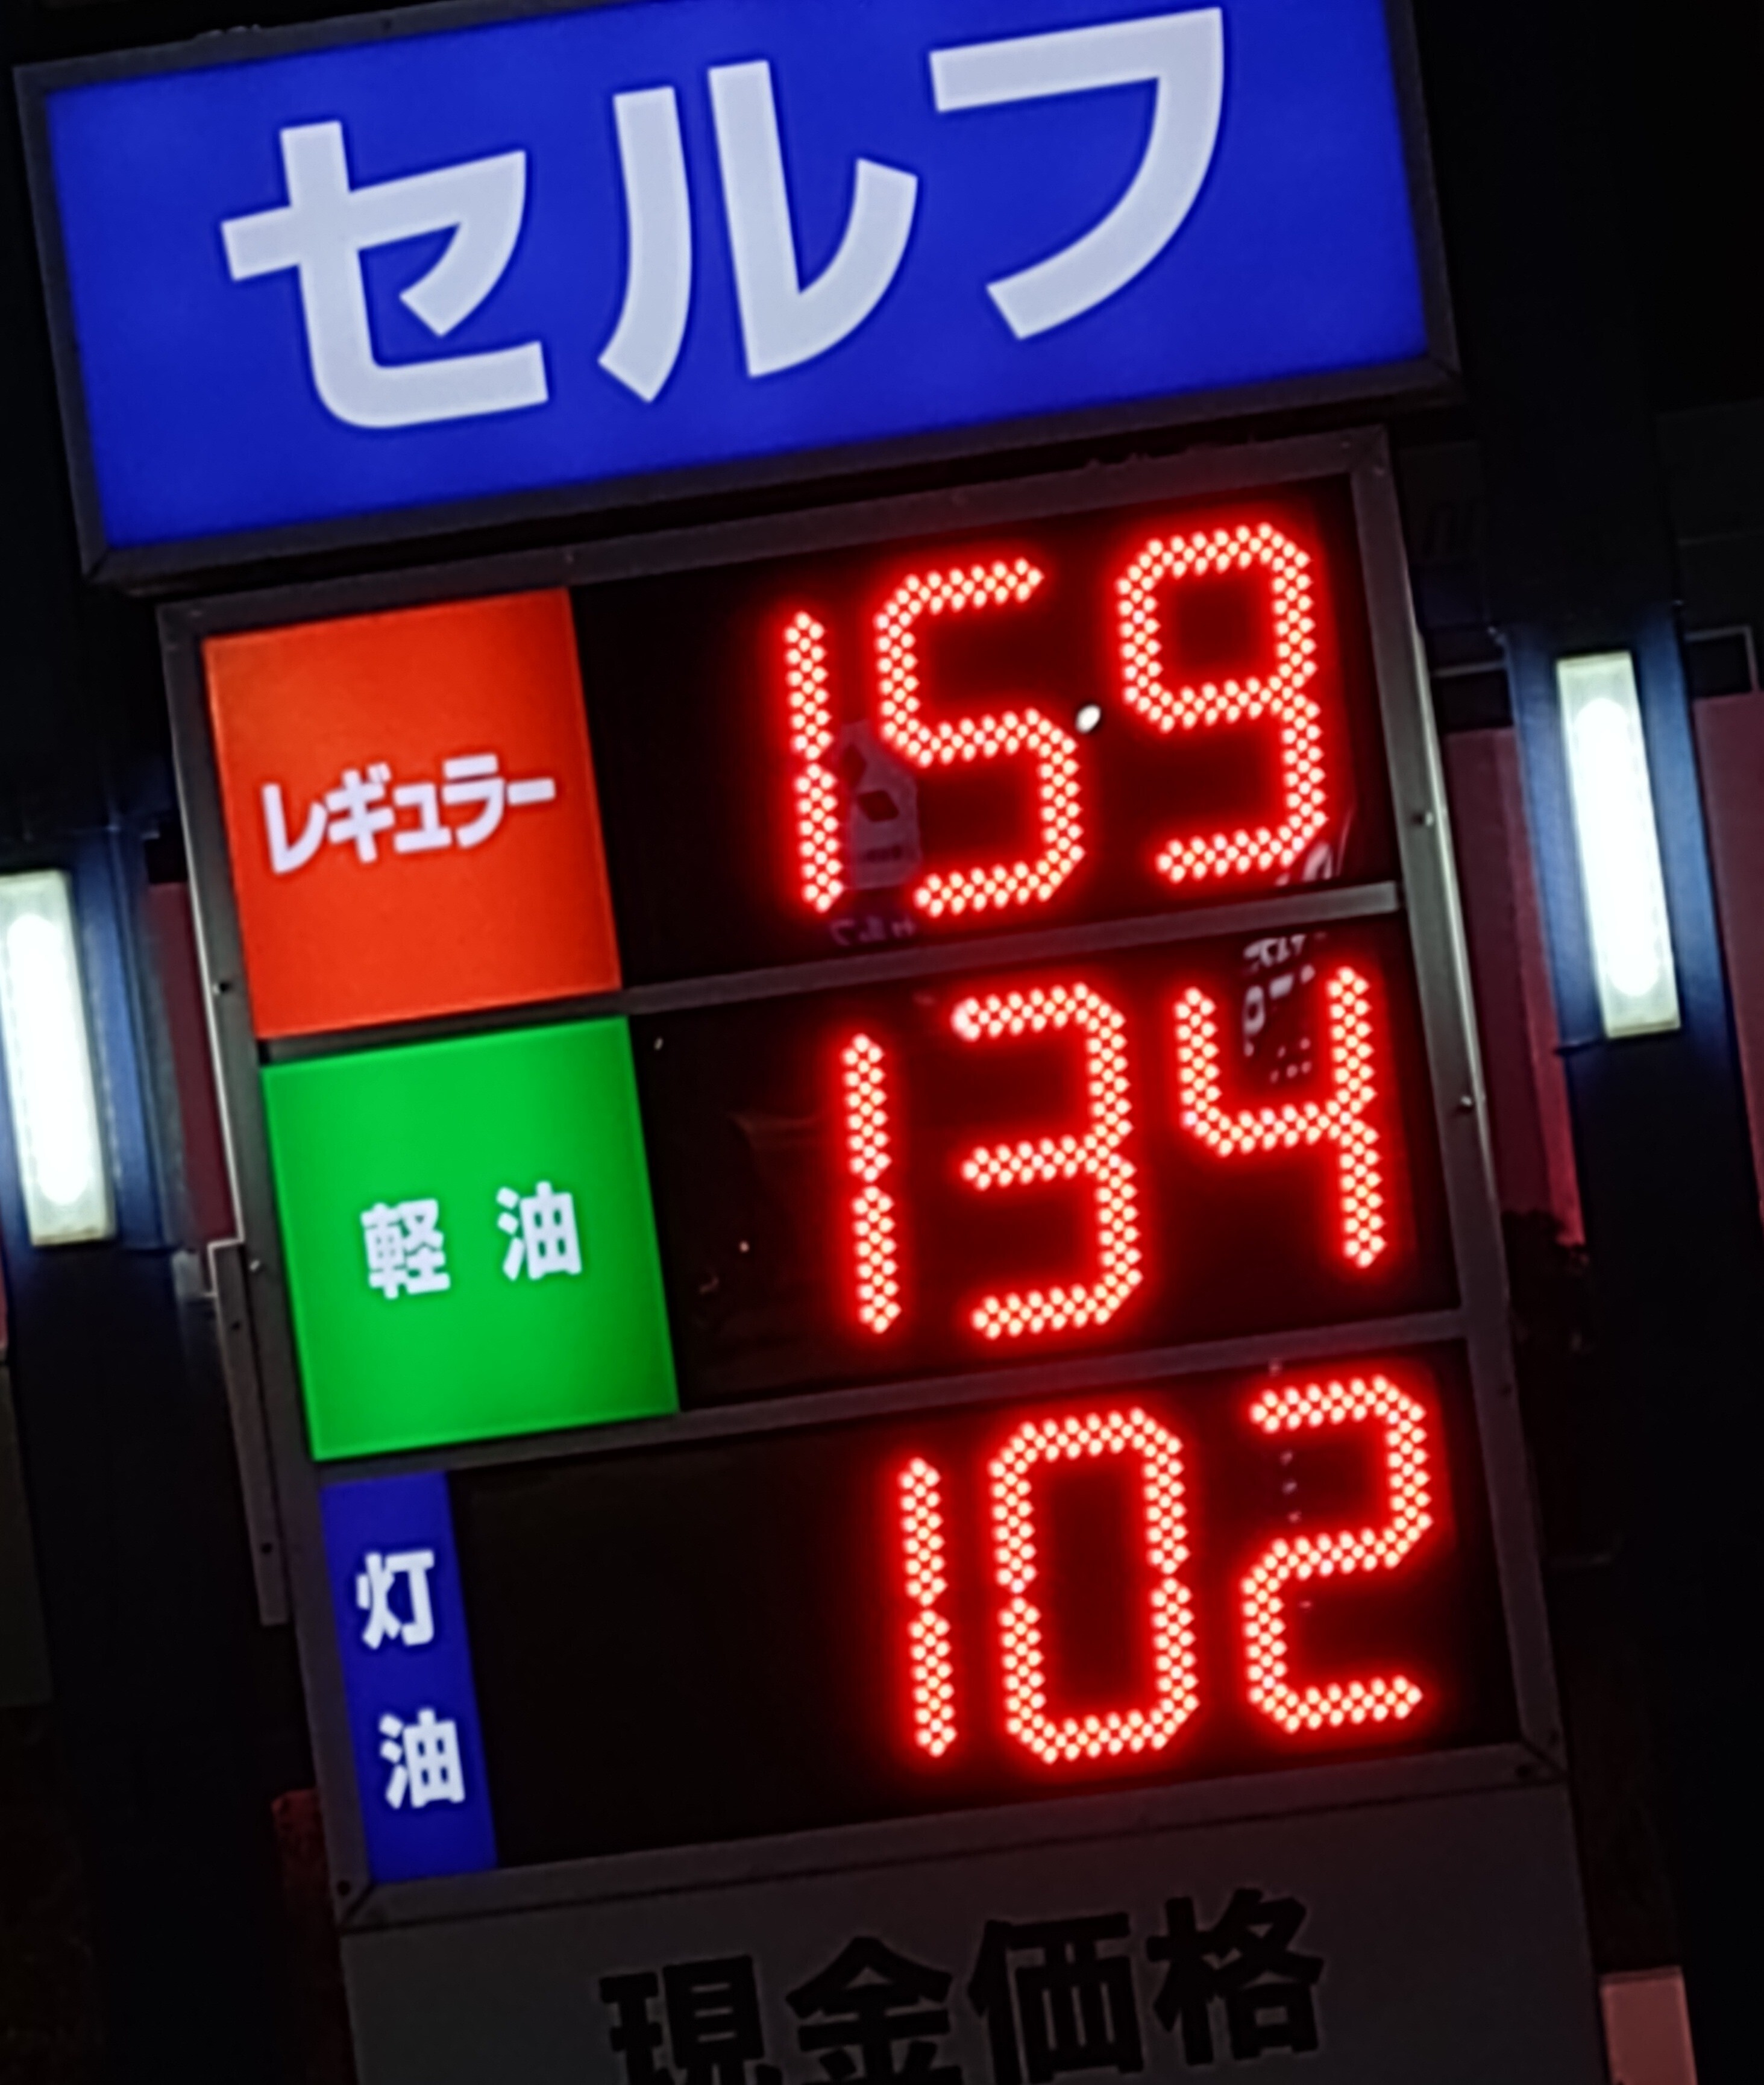 セルフ
レギュラー 159
軽油 134
灯油 102
現金価格